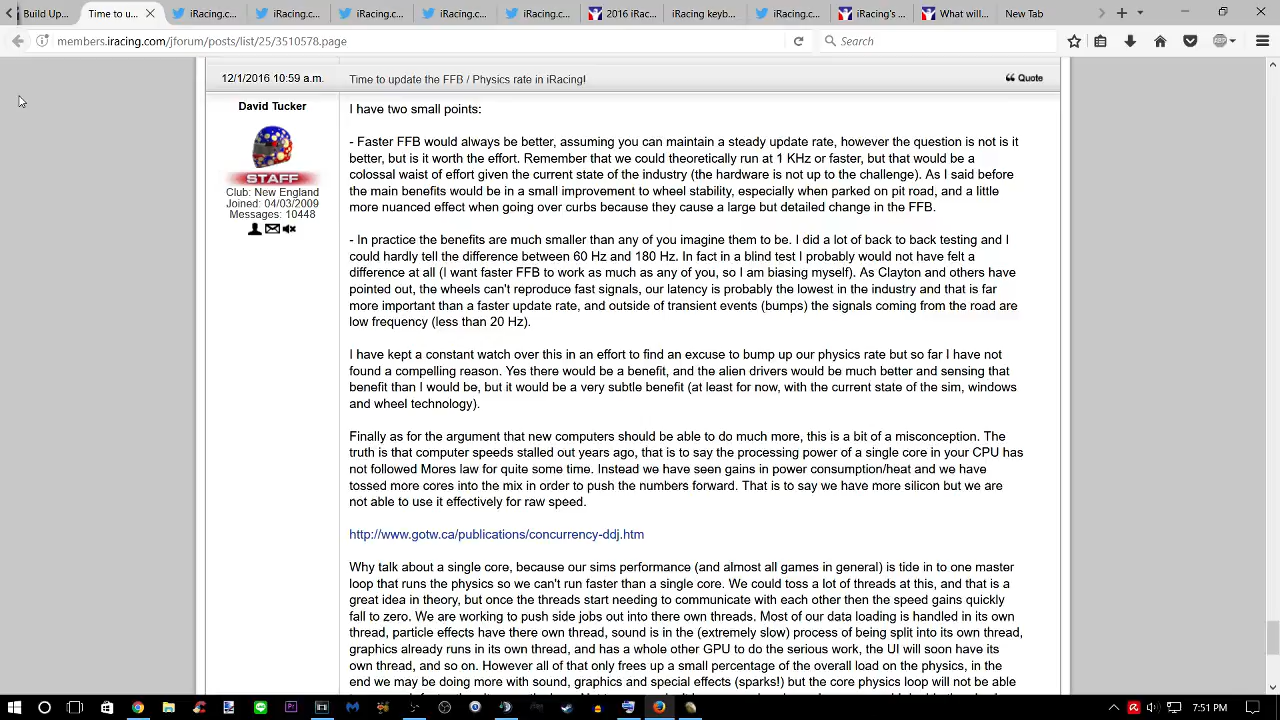 Build Up...
Time to u...
iRacing.c...
iRacing.c...
iRacing.c...
iRacing.c...
iRacing.c...
2016 iRac...
iRacing keyb...
iRacing.c...
iRacing's ...
What will...
New Tab
members.iracing.com/jforum/posts/list/25/3510578.page
Search
12/1/2016 10:59 a.m.
Time to update the FFB / Physics rate in iRacing!
Quote
David Tucker
STAFF
Club: New England
Joined: 04/03/2009
Messages: 10448
I have two small points:
- Faster FFB would always be better, assuming you can maintain a steady update rate, however the question is not is it
better, but is it worth the effort. Remember that we could theoretically run at 1 KHz or faster, but that would be a
colossal waist of effort given the current state of the industry (the hardware is not up to the challenge). As I said before
the main benefits would be in a small improvement to wheel stability, especially when parked on pit road, and a little
more nuanced effect when going over curbs because they cause a large but detailed change in the FFB.
- In practice the benefits are much smaller than any of you imagine them to be. I did a lot of back to back testing and I
could hardly tell the difference between 60 Hz and 180 Hz. In fact in a blind test I probably would not have felt a
difference at all (I want faster FFB to work as much as any of you, so I am biasing myself). As Clayton and others have
pointed out, the wheels can't reproduce fast signals, our latency is probably the lowest in the industry and that is far
more important than a faster update rate, and outside of transient events (bumps) the signals coming from the road are
low frequency (less than 20 Hz).
I have kept a constant watch over this in an effort to find an excuse to bump up our physics rate but so far I have not
found a compelling reason. Yes there would be a benefit, and the alien drivers would be much better and sensing that
benefit than I would be, but it would be a very subtle benefit (at least for now, with the current state of the sim, windows
and wheel technology).
Finally as for the argument that new computers should be able to do much more, this is a bit of a misconception. The
truth is that computer speeds stalled out years ago, that is to say the processing power of a single core in your CPU has
not followed Mores law for quite some time. Instead we have seen gains in power consumption/heat and we have
tossed more cores into the mix in order to push the numbers forward. That is to say we have more silicon but we are
not able to use it effectively for raw speed.
http://www.gotw.ca/publications/concurrency-ddj.htm
Why talk about a single core, because our sims performance (and almost all games in general) is tide in to one master
loop that runs the physics so we can't run faster than a single core. We could toss a lot of threads at this, and that is a
great idea in theory, but once the threads start needing to communicate with each other then the speed gains quickly
fall to zero. We are working to push side jobs out into there own threads. Most of our data loading is handled in its own
thread, particle effects have there own thread, sound is in the (extremely slow) process of being split into its own thread,
graphics already runs in its own thread, and has a whole other GPU to do the serious work, the UI will soon have its
own thread, and so on. However all of that only frees up a small percentage of the overall load on the physics, in the
end we may be doing more with sound, graphics and special effects (sparks!) but the core physics loop will not be able
7:51 PM